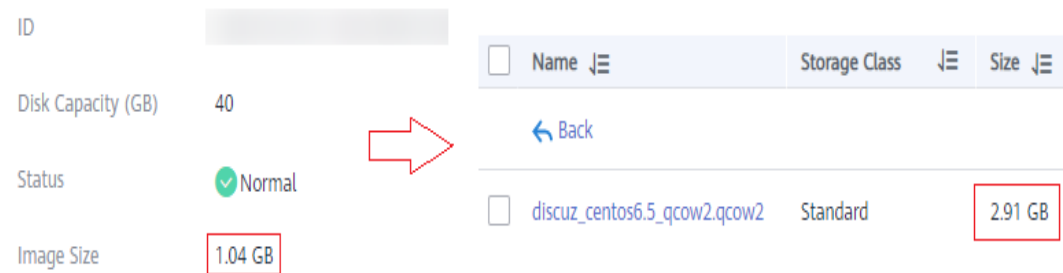 ID
Disk Capacity (GB) 40
Status Normal
Image Size 1.04 GB
Name Storage Class Size
Back
discuz_centos6.5_qcow2.qcow2 Standard 2.91 GB